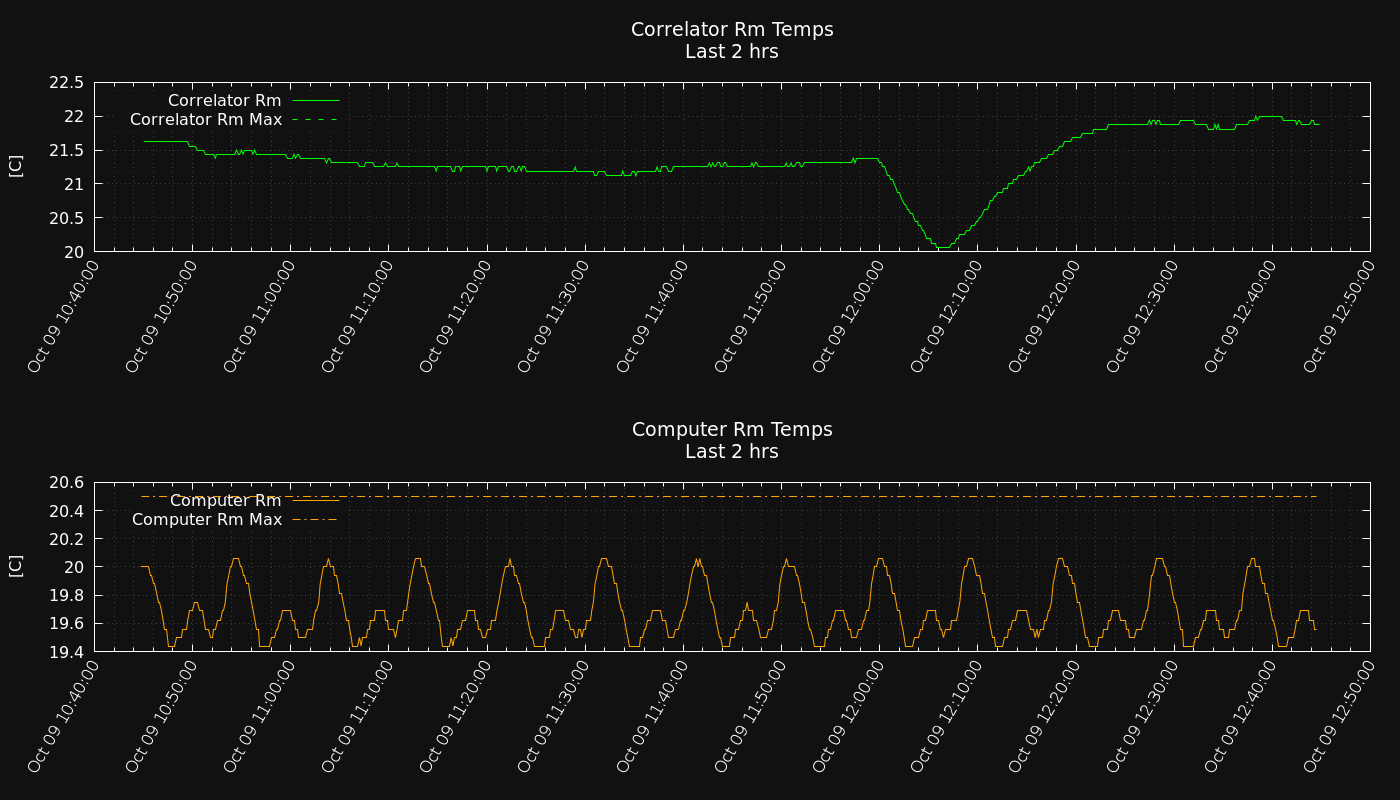 Correlator Rm Temps
Last 2 hrs
22.5
22
21.5
21
20.5
20
[C]
Correlator Rm
Correlator Rm Max
Oct 09 10:40:00
Oct 09 10:50:00
Oct 09 11:00:00
Oct 09 11:10:00
Oct 09 11:20:00
Oct 09 11:30:00
Oct 09 11:40:00
Oct 09 11:50:00
Oct 09 12:00:00
Oct 09 12:10:00
Oct 09 12:20:00
Oct 09 12:30:00
Oct 09 12:40:00
Oct 09 12:50:00
Computer Rm Temps
Last 2 hrs
20.6
20.4
20.2
20
19.8
19.6
19.4
[C]
Computer Rm
Computer Rm Max
Oct 09 10:40:00
Oct 09 10:50:00
Oct 09 11:00:00
Oct 09 11:10:00
Oct 09 11:20:00
Oct 09 11:30:00
Oct 09 11:40:00
Oct 09 11:50:00
Oct 09 12:00:00
Oct 09 12:10:00
Oct 09 12:20:00
Oct 09 12:30:00
Oct 09 12:40:00
Oct 09 12:50:00